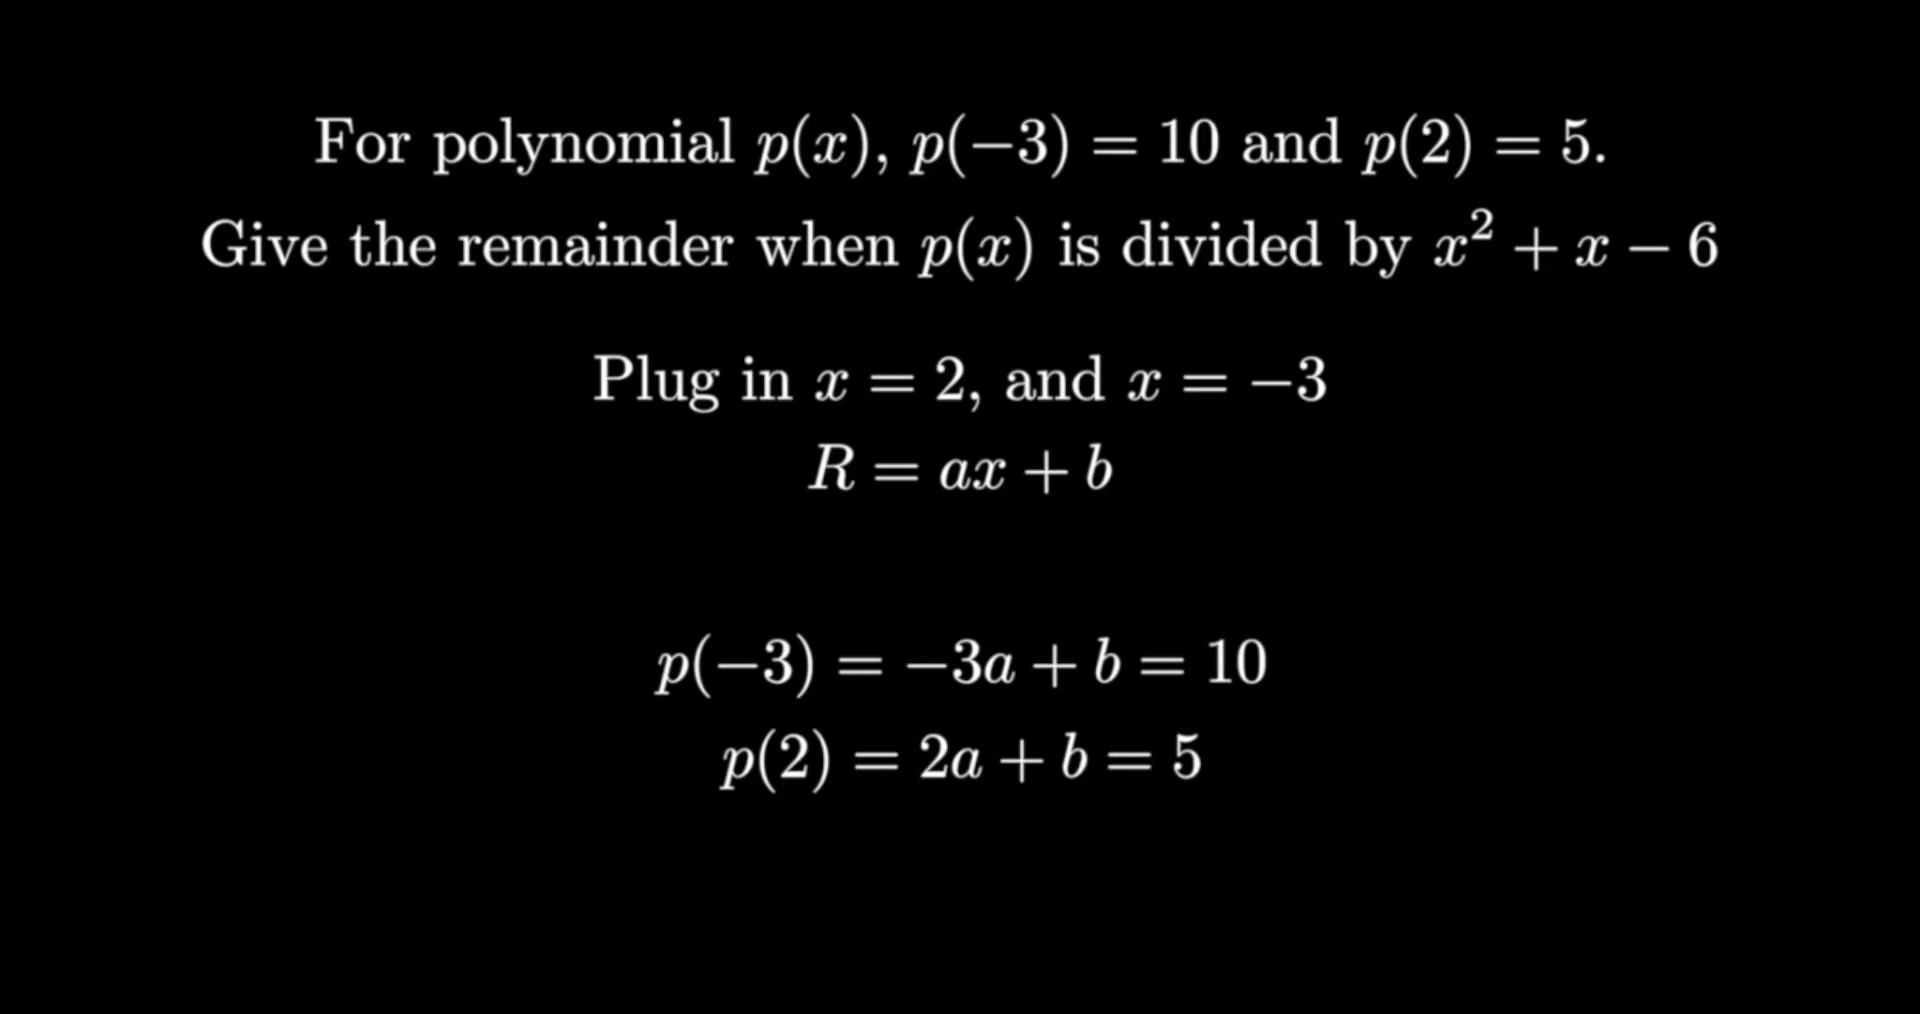 For polynomial p(x), p(−3) = 10 and p(2) = 5.
Give the remainder when p(x) is divided by x² + x − 6
Plug in x = 2, and x = −3
R = ax + b
p(−3) = −3a + b = 10
p(2) = 2a + b = 5